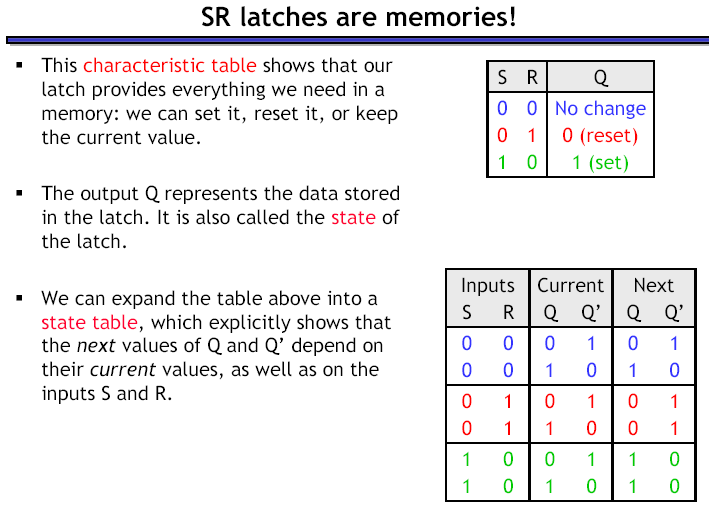 SR latches are memories!
▪ This characteristic table shows that our
latch provides everything we need in a
memory: we can set it, reset it, or keep
the current value.
▪ The output Q represents the data stored
in the latch. It is also called the state of
the latch.
▪ We can expand the table above into a
state table, which explicitly shows that
the next values of Q and Q’ depend on
their current values, as well as on the
inputs S and R.
S R Q
0 0 No change
0 1 0 (reset)
1 0 1 (set)
Inputs Current Next
S R Q Q’ Q Q’
0 0 0 1 0 1
0 0 1 0 1 0
0 1 0 1 0 1
0 1 1 0 0 1
1 0 0 1 1 0
1 0 1 0 1 0